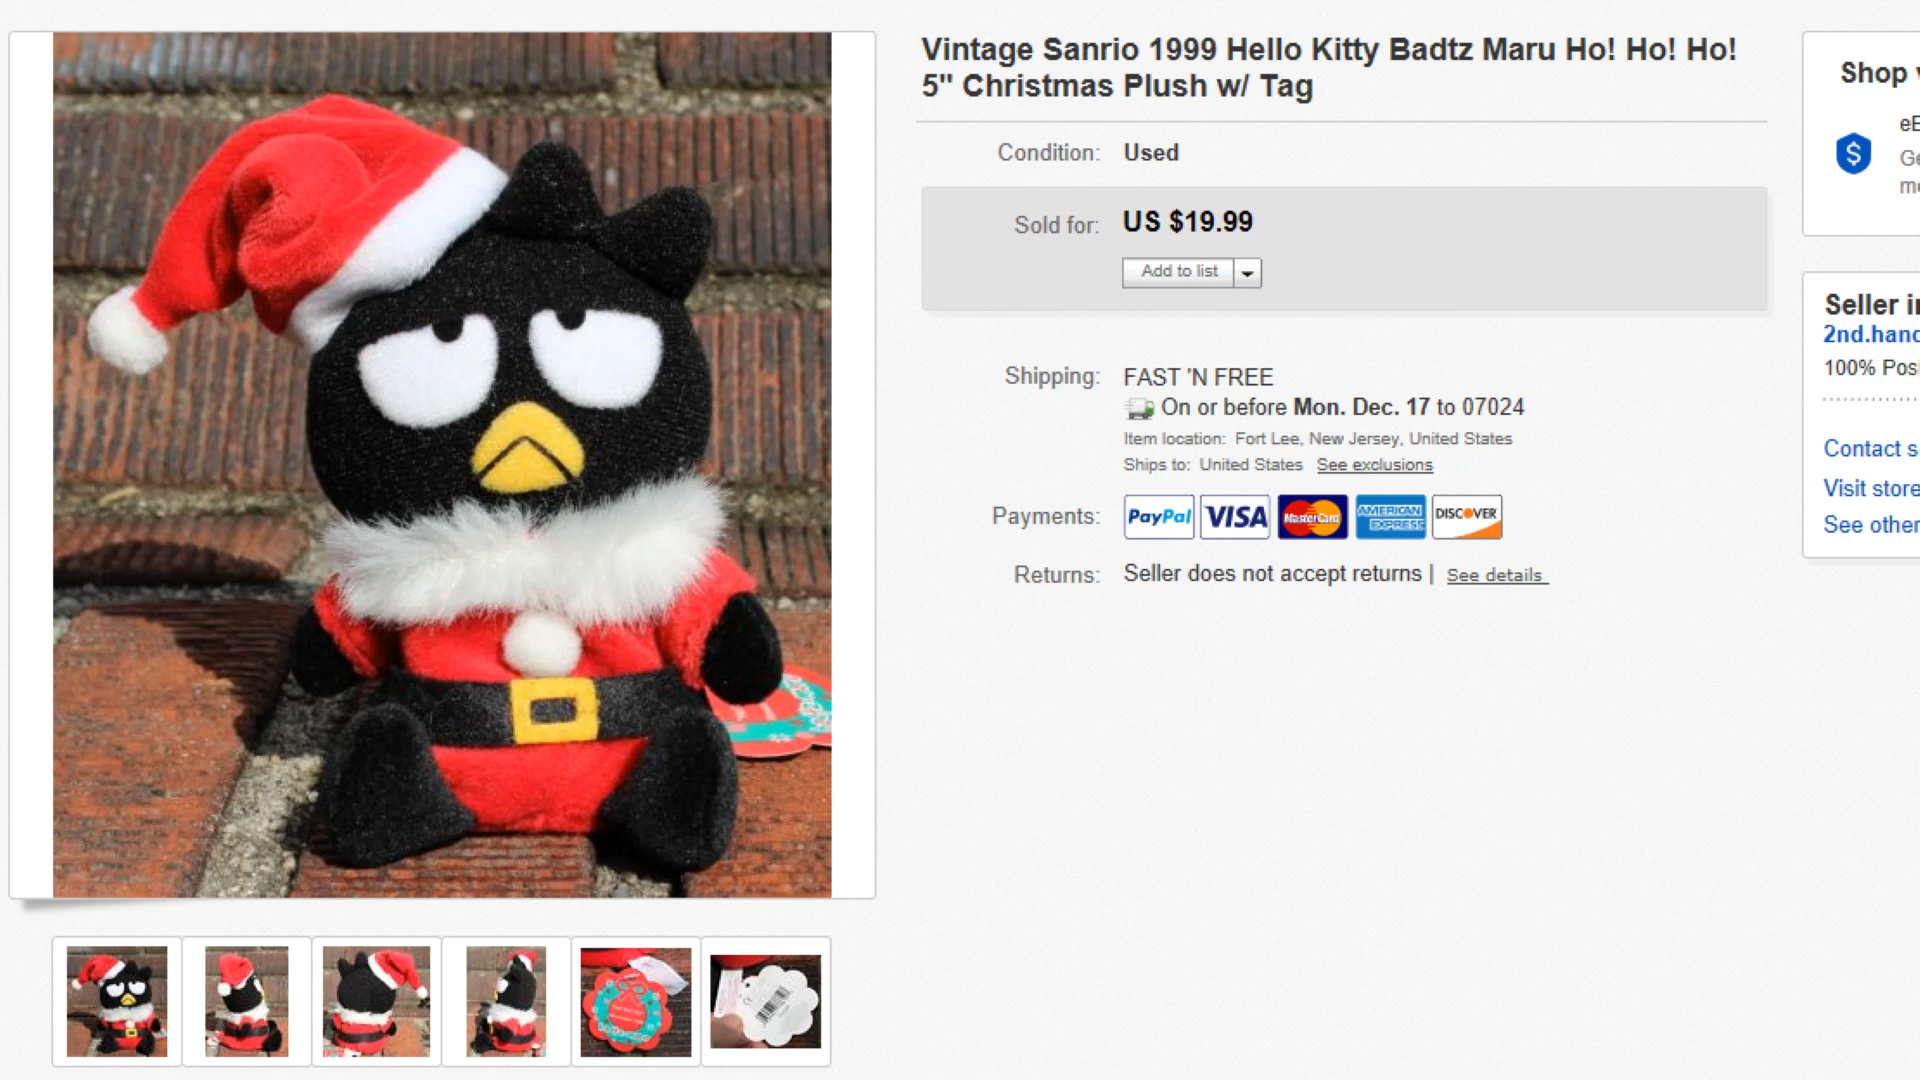 Vintage Sanrio 1999 Hello Kitty Badtz Maru Ho! Ho! Ho!
5" Christmas Plush w/ Tag
Condition: Used
Sold for: US $19.99
Add to list
Shipping: FAST 'N FREE
On or before Mon. Dec. 17 to 07024
Item location: Fort Lee, New Jersey, United States
Ships to: United States See exclusions
Payments: PayPal VISA MasterCard AMERICAN EXPRESS DISCOVER
Returns: Seller does not accept returns | See details
Shop
$
Seller
2nd.hand
100%
Contact
Visit store
See other